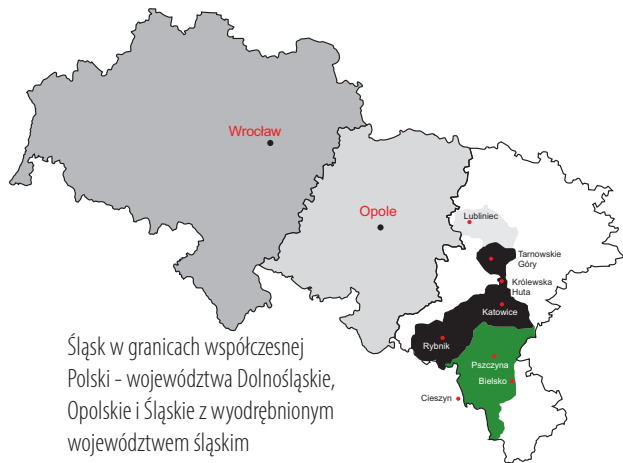 Wrocław
Opole
Lubliniec
Tarnowskie
Góry
Królewska
Huta
Katowice
Rybnik
Pszczyna
Bielsko
Cieszyn
Śląsk w granicach współczesnej
Polski - województwa Dolnośląskie,
Opolskie i Śląskie z wyodrębnionym
województwem śląskim